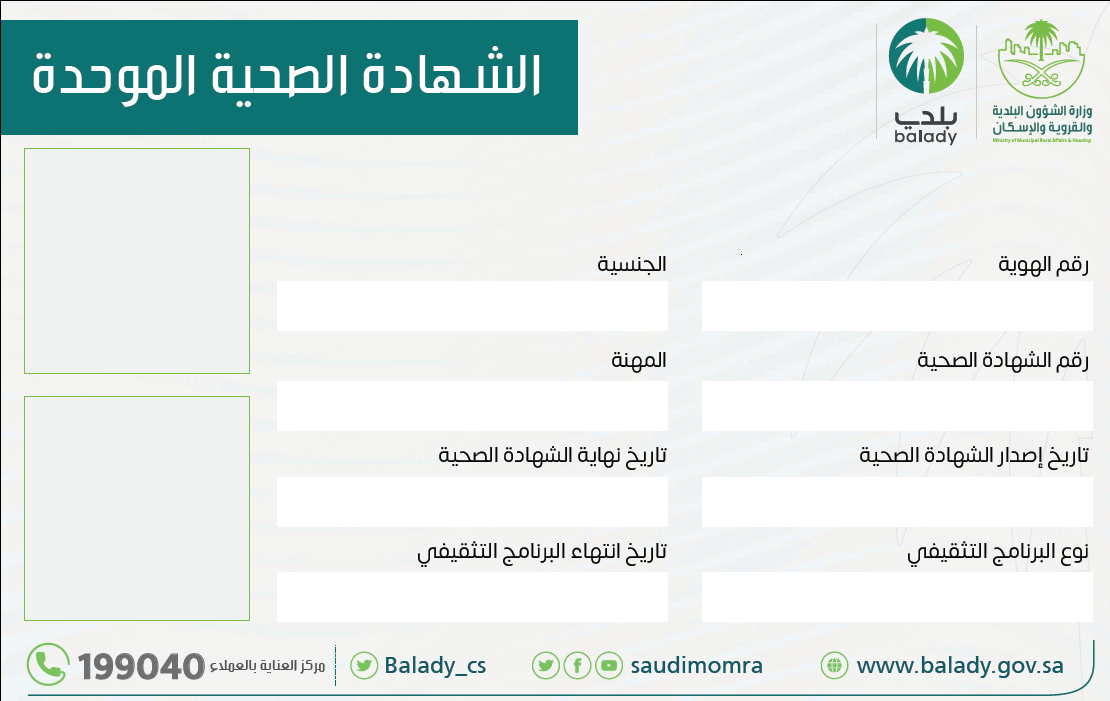 الشهادة الصحية الموحدة
بلدي
balady
وزارة الشؤون البلدية
والقروية والإسكان
Ministry of Municipal Rural Affairs & Housing
رقم الهوية
الجنسية
رقم الشهادة الصحية
المهنة
تاريخ إصدار الشهادة الصحية
تاريخ نهاية الشهادة الصحية
نوع البرنامج التثقيفي
تاريخ انتهاء البرنامج التثقيفي
199040 مركز العناية بالعملاء
Balady_cs
saudimomra
www.balady.gov.sa